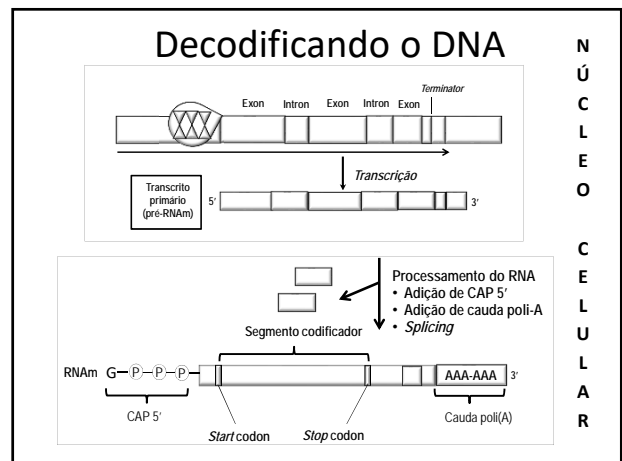 Decodificando o DNA
NÚCLEO CELULAR
Terminator
Exon Intron Exon Intron Exon
Transcrição
Transcrito
primário
(pré-RNAm)
5' 3'
Processamento do RNA
• Adição de CAP 5'
• Adição de cauda poli-A
• Splicing
Segmento codificador
RNAm G P P P AAA-AAA 3'
CAP 5' Cauda poli(A)
Start codon Stop codon